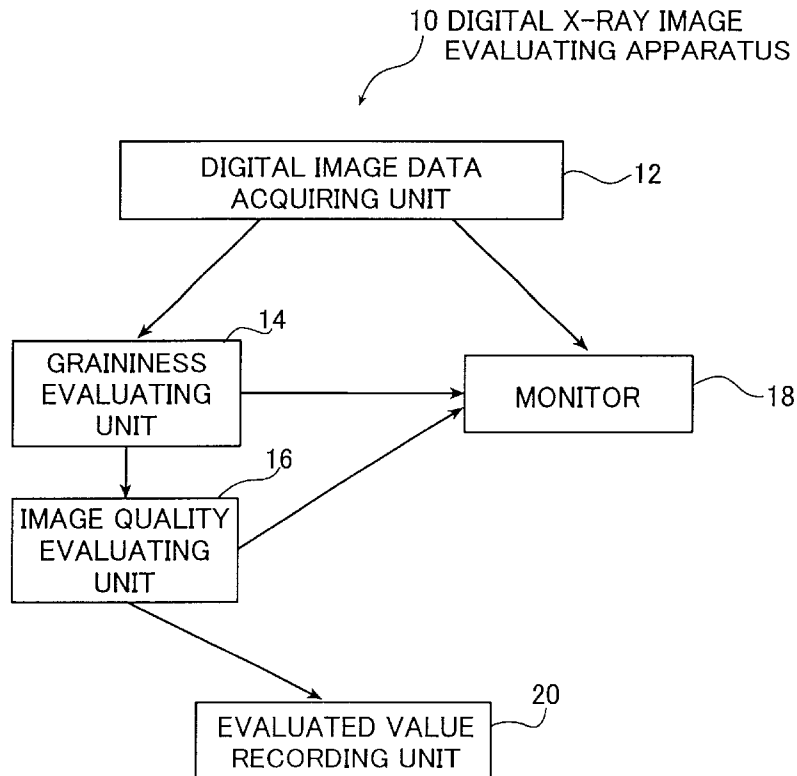 10 DIGITAL X-RAY IMAGE
EVALUATING APPARATUS
DIGITAL IMAGE DATA
ACQUIRING UNIT
12
14
GRAININESS
EVALUATING
UNIT
MONITOR
18
16
IMAGE QUALITY
EVALUATING
UNIT
20
EVALUATED VALUE
RECORDING UNIT